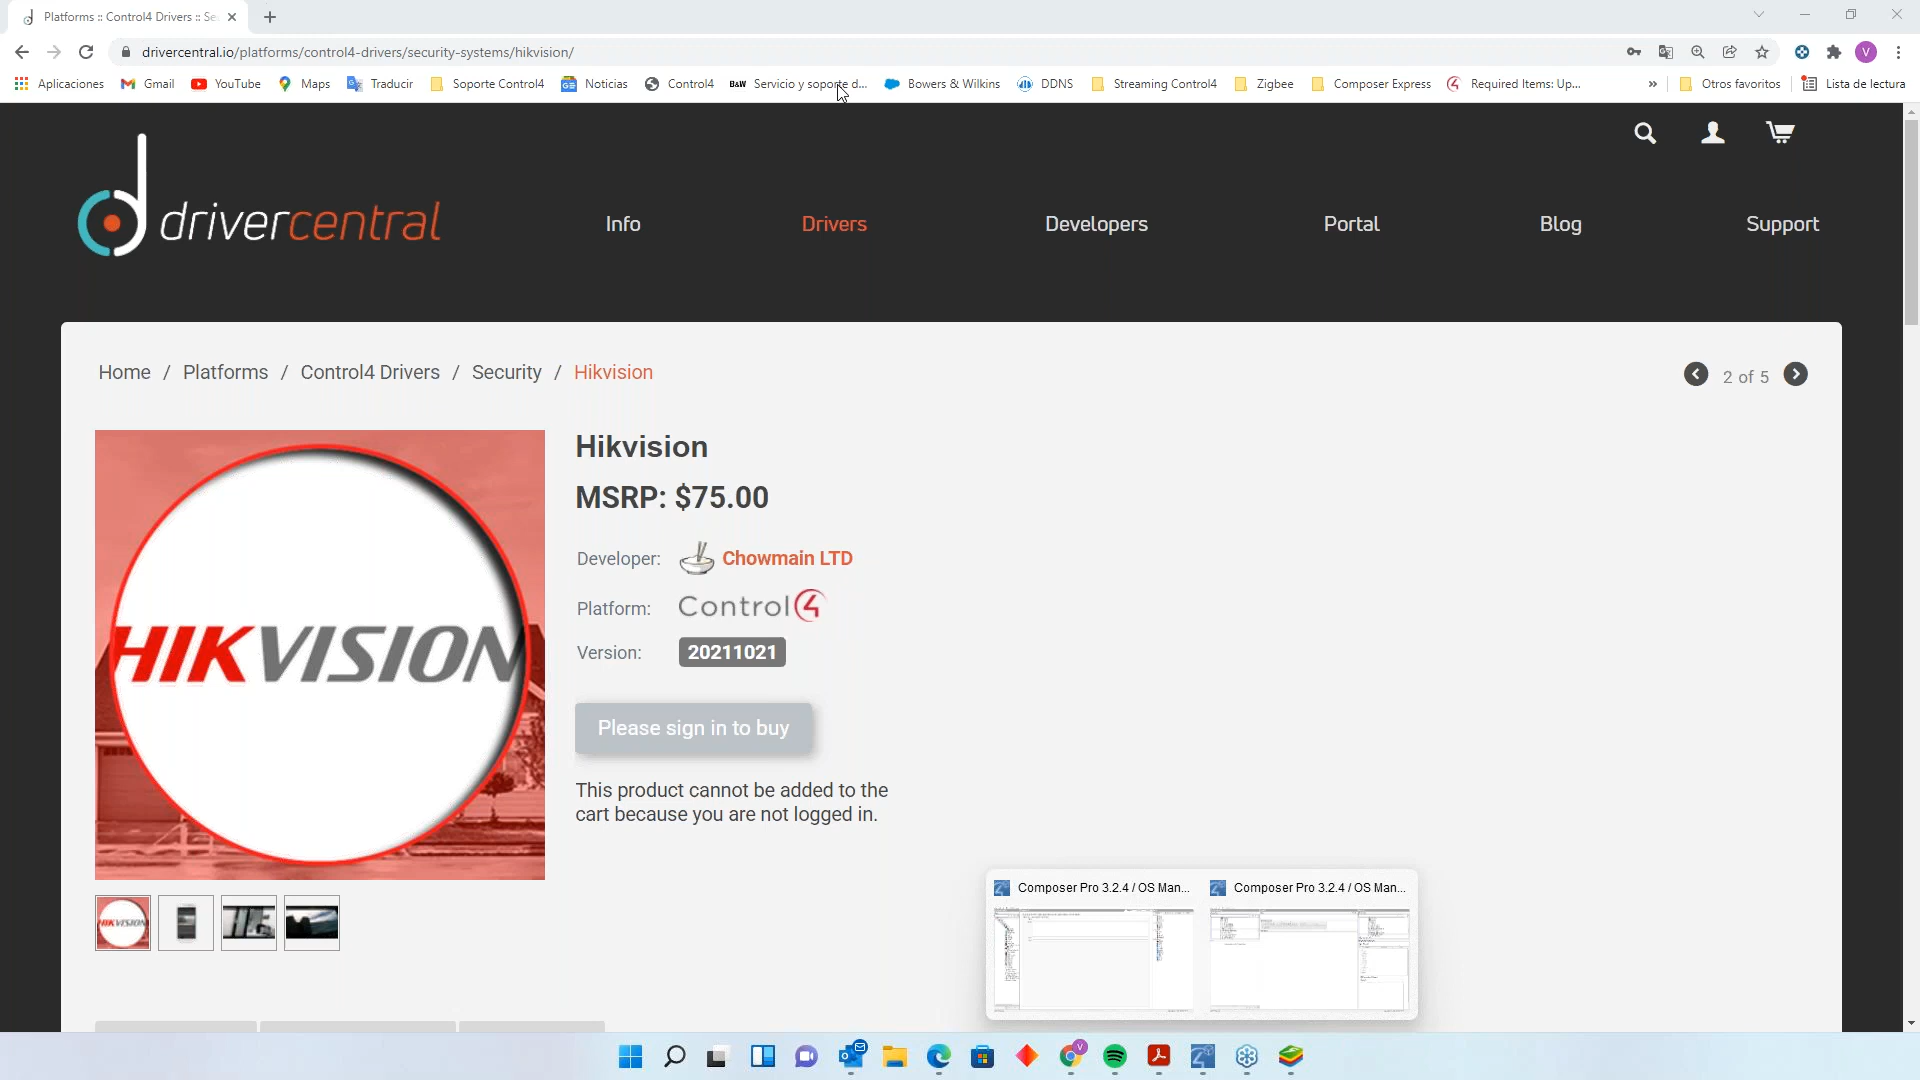 Platforms :: Control4 Drivers :: Se
drivercentral.io/platforms/control4-drivers/security-systems/hikvision/
V
Aplicaciones Gmail YouTube Maps Traducir Soporte Control4 Noticias Control4 B&W Servicio y soporte d... Bowers & Wilkins DDNS Streaming Control4 Zigbee Composer Express Required Items: Up... » Otros favoritos Lista de lectura
drivercentral
Info Drivers Developers Portal Blog Support
Home / Platforms / Control4 Drivers / Security / Hikvision
2 of 5
HIKVISION
Hikvision
MSRP: $75.00
Developer: Chowmain LTD
Platform: Control4
Version: 20211021
Please sign in to buy
This product cannot be added to the
cart because you are not logged in.
HIKVISION
Composer Pro 3.2.4 / OS Man... Composer Pro 3.2.4 / OS Man...
V